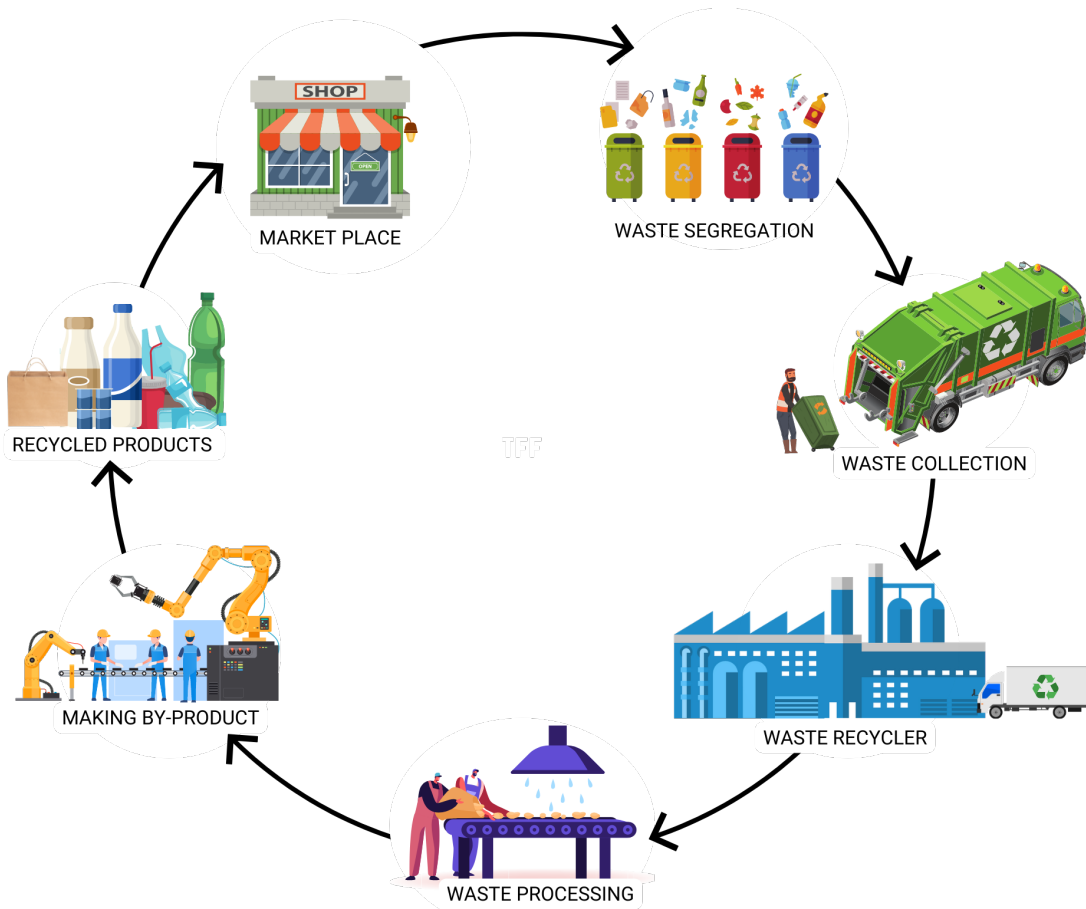 SHOP
OPEN
MARKET PLACE
WASTE SEGREGATION
WASTE COLLECTION
RECYCLED PRODUCTS
TFF
MAKING BY-PRODUCT
WASTE RECYCLER
WASTE PROCESSING